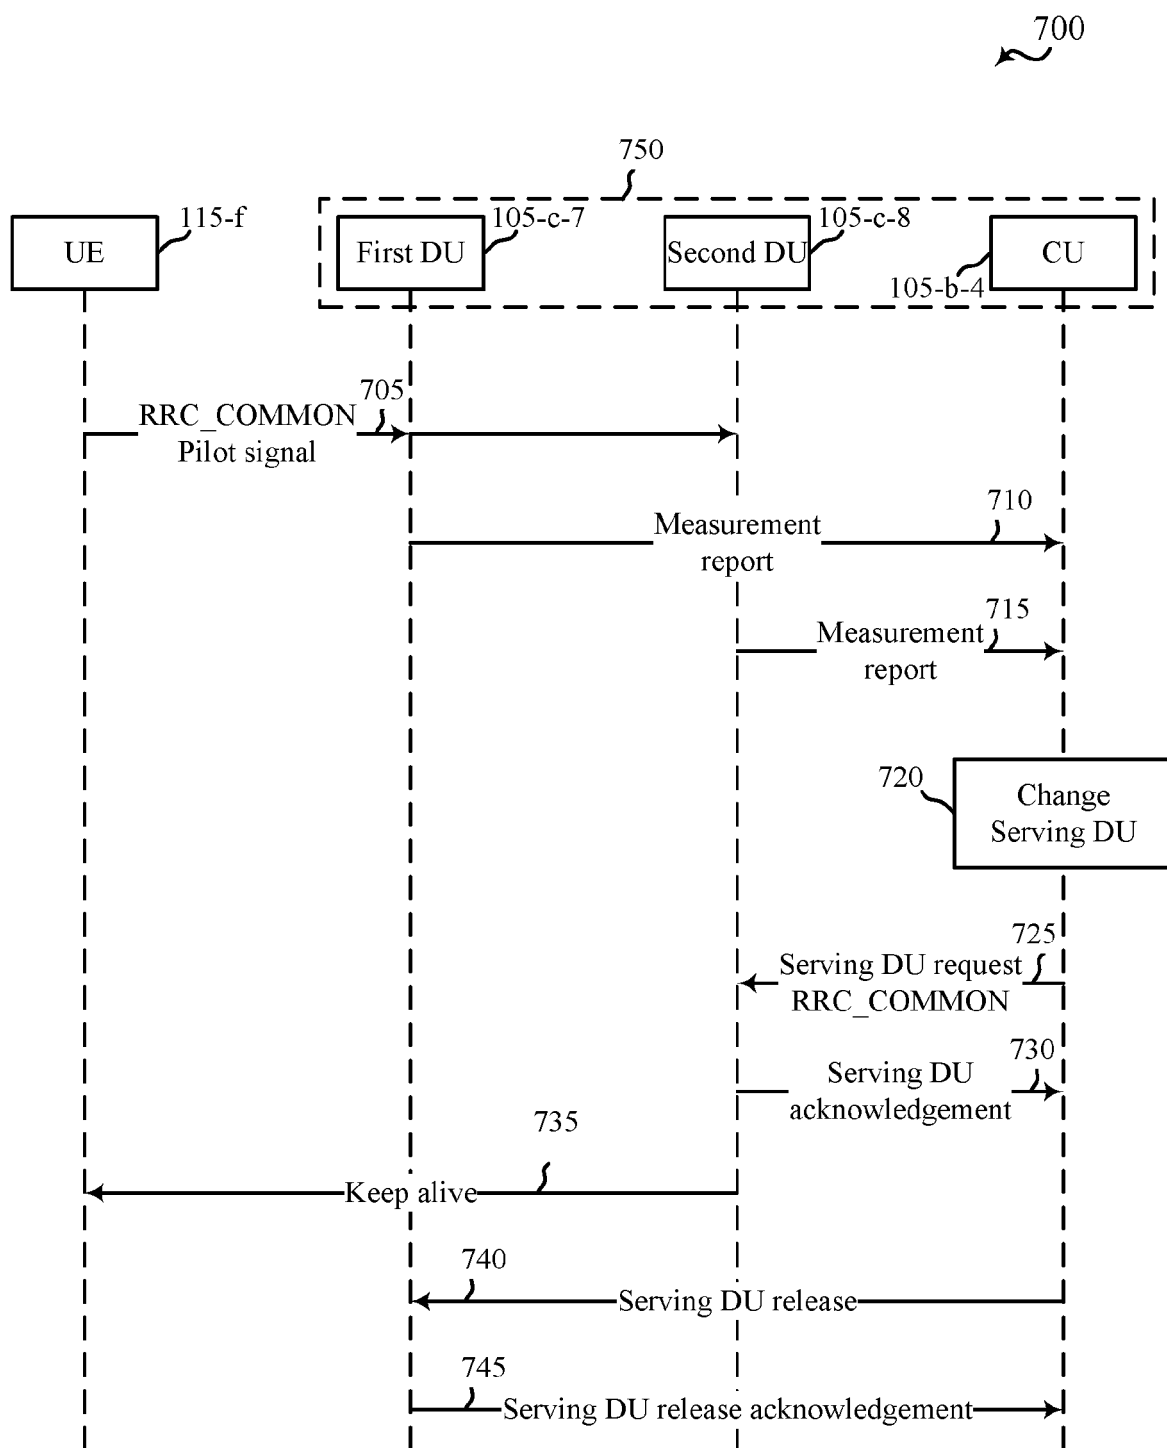 700
750
115-f
105-c-7
105-c-8
UE
First DU
Second DU
CU
105-b-4
705
RRC_COMMON
Pilot signal
710
Measurement
report
715
Measurement
report
720
Change
Serving DU
725
Serving DU request
RRC_COMMON
730
Serving DU
acknowledgement
735
Keep alive
740
Serving DU release
745
Serving DU release acknowledgement